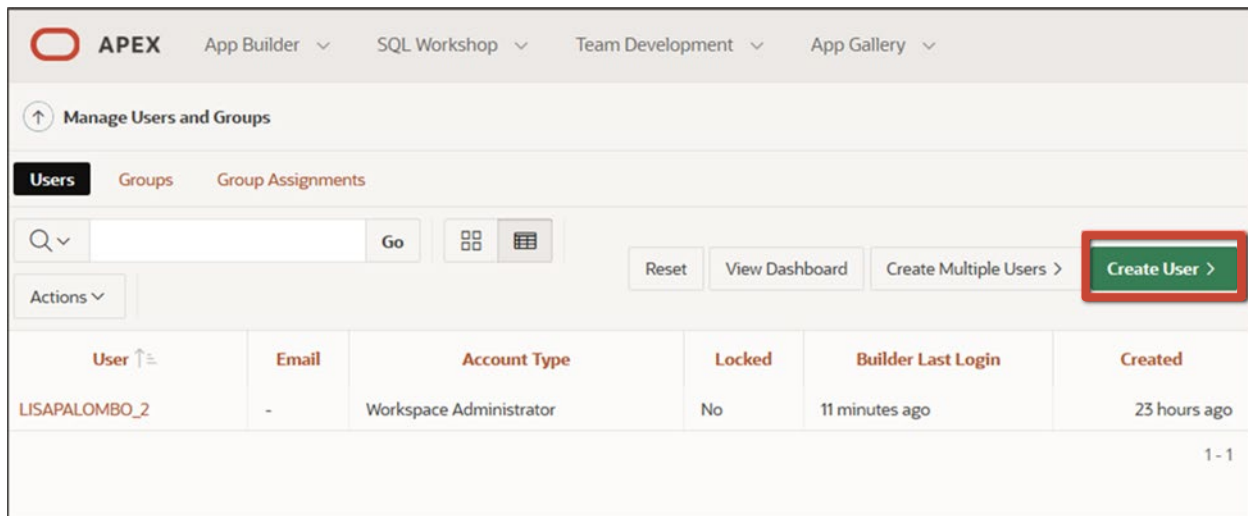 APEX App Builder SQL Workshop Team Development App Gallery
Manage Users and Groups
Users Groups Group Assignments
Go
Reset View Dashboard Create Multiple Users > Create User >
Actions
User Email Account Type Locked Builder Last Login Created
LISAPALOMBO_2 - Workspace Administrator No 11 minutes ago 23 hours ago
1 - 1